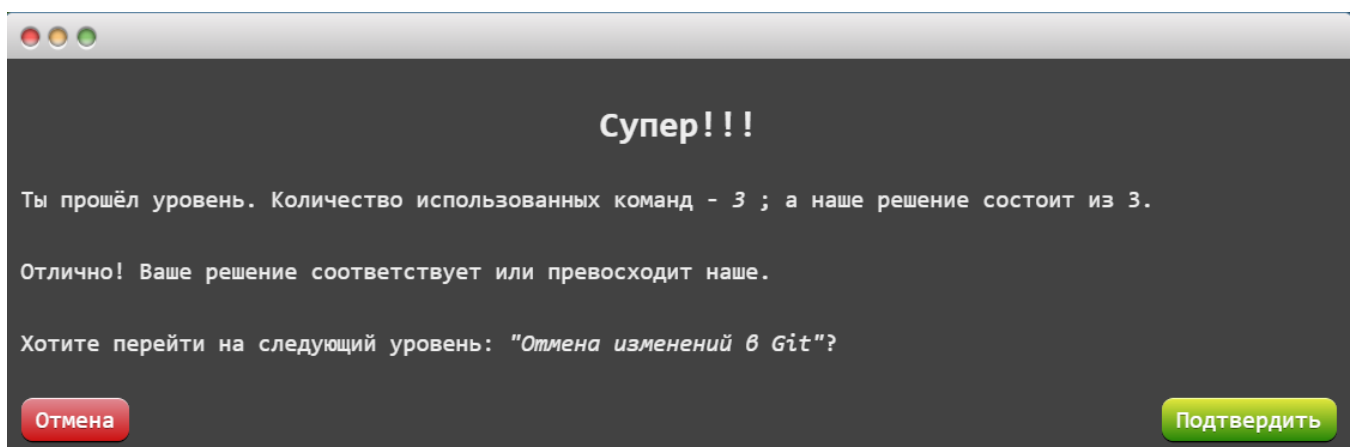 Супер!!!
Ты прошёл уровень. Количество использованных команд - 3 ; а наше решение состоит из 3.
Отлично! Ваше решение соответствует или превосходит наше.
Хотите перейти на следующий уровень: "Отмена изменений в Git"?
Отмена
Подтвердить